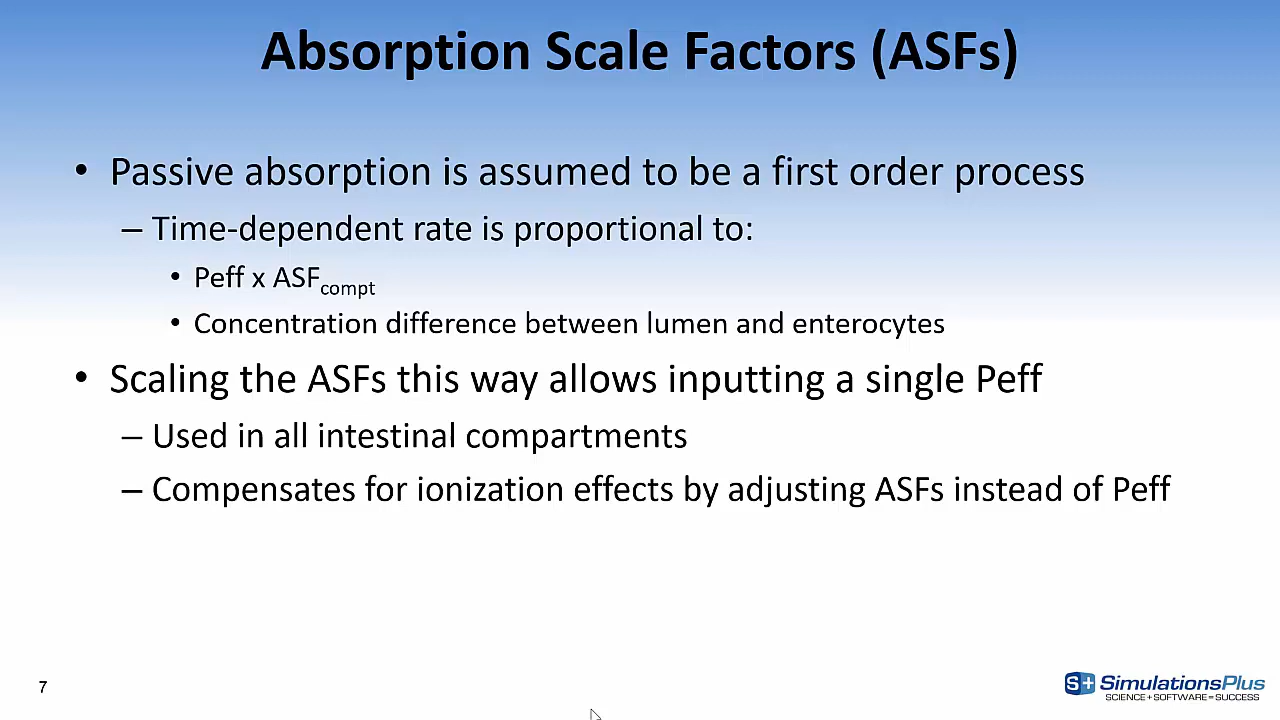 Absorption Scale Factors (ASFs)
• Passive absorption is assumed to be a first order process
– Time-dependent rate is proportional to:
• Peff x ASFcompt
• Concentration difference between lumen and enterocytes
• Scaling the ASFs this way allows inputting a single Peff
– Used in all intestinal compartments
– Compensates for ionization effects by adjusting ASFs instead of Peff
7
S+ SimulationsPlus
SCIENCE+SOFTWARE=SUCCESS